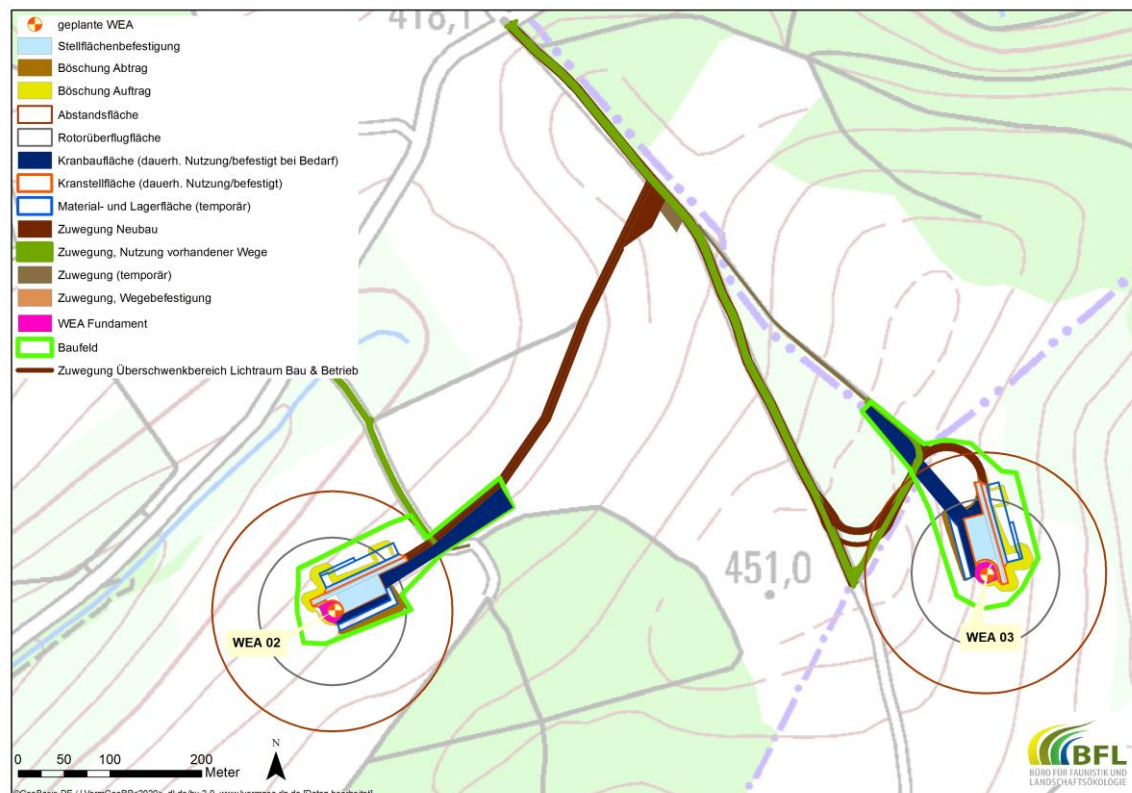 418,1
geplante WEA
Stellflächenbefestigung
Böschung Abtrag
Böschung Auftrag
Abstandsfläche
Rotorüberflugfläche
Kranbaufläche (dauerh. Nutzung/befestigt bei Bedarf)
Kranstellfläche (dauerh. Nutzung/befestigt)
Material- und Lagerfläche (temporär)
Zuwegung Neubau
Zuwegung, Nutzung vorhandener Wege
Zuwegung (temporär)
Zuwegung, Wegebefestigung
WEA Fundament
Baufeld
Zuwegung Überschwenkbereich Lichtraum Bau & Betrieb
451,0
WEA 02
WEA 03
0 50 100 200
Meter
N
BFL
BÜRO FÜR FAUNISTIK UND
LANDSCHAFTSÖKOLOGIE